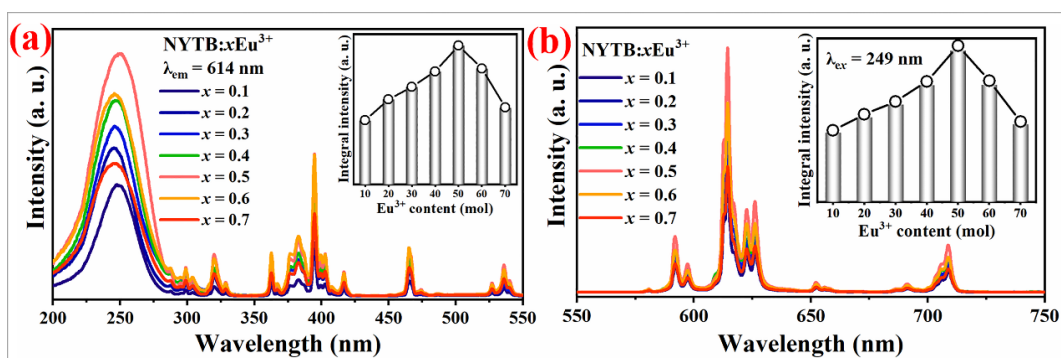 (a)
NYTB:xEu³⁺
λem = 614 nm
x = 0.1
x = 0.2
x = 0.3
x = 0.4
x = 0.5
x = 0.6
x = 0.7
Intensity (a. u.)
200 250 300 350 400 450 500 550
Wavelength (nm)
Integral intensity (a. u.)
10 20 30 40 50 60 70
Eu³⁺ content (mol)
(b)
NYTB:xEu³⁺
x = 0.1
x = 0.2
x = 0.3
x = 0.4
x = 0.5
x = 0.6
x = 0.7
Intensity (a. u.)
550 600 650 700 750
Wavelength (nm)
λex = 249 nm
Integral intensity (a. u.)
10 20 30 40 50 60 70
Eu³⁺ content (mol)